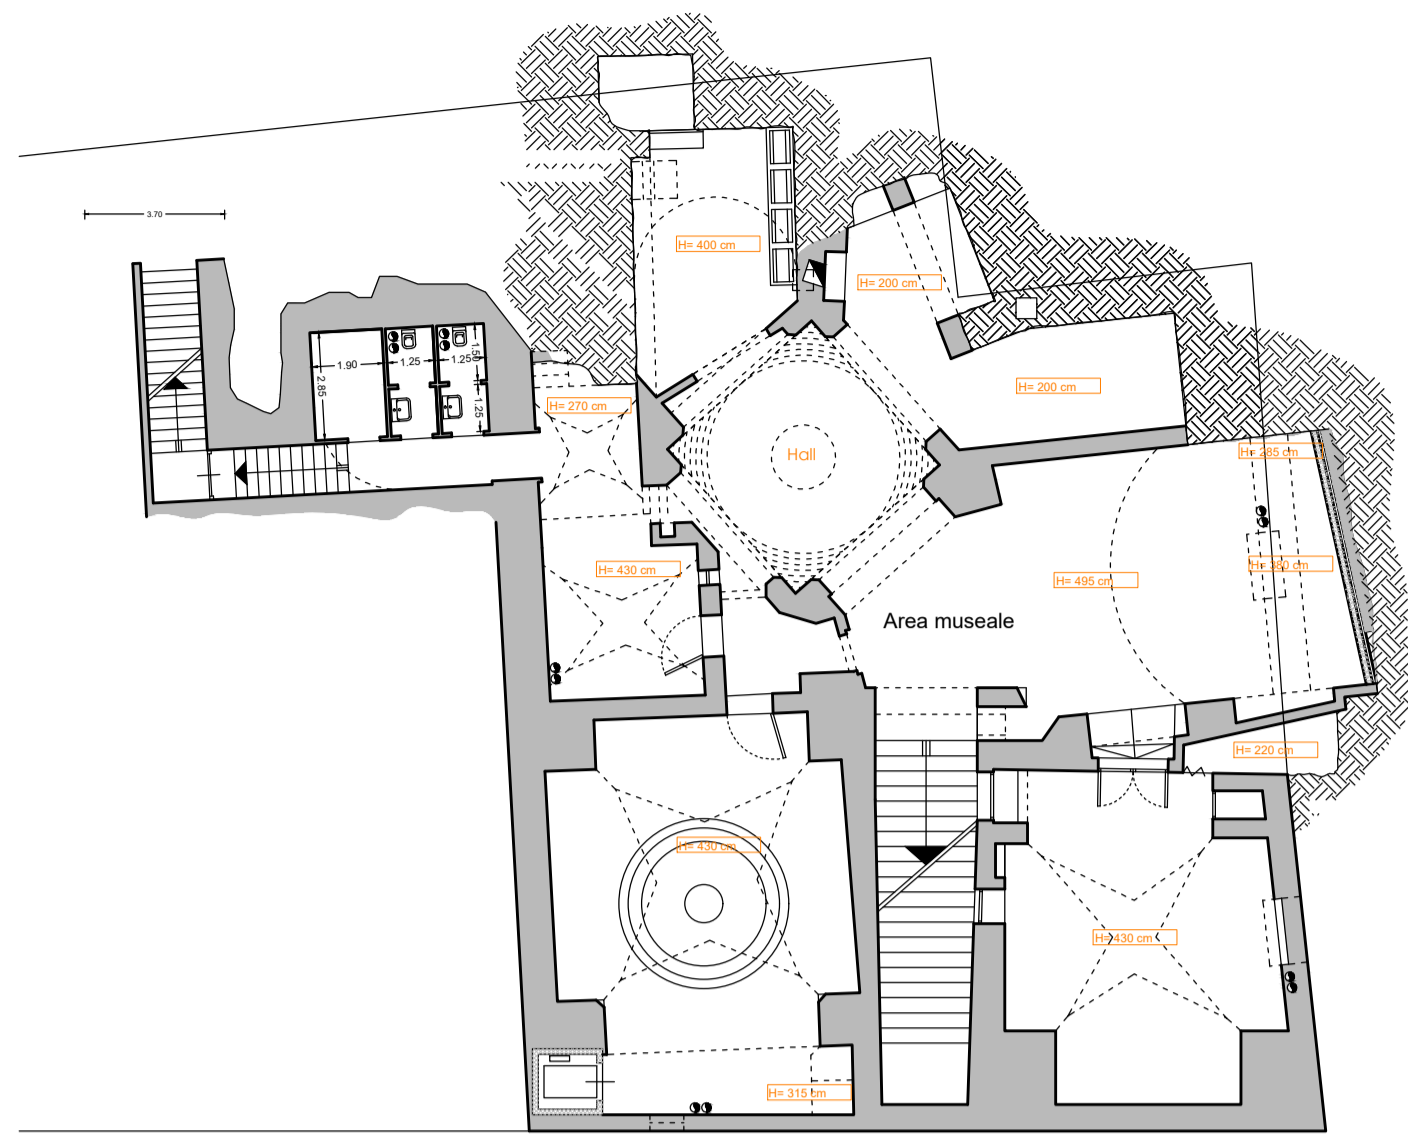 3.70
H= 400 cm
H= 200 cm
1.90
2.85
1.25
1.25
1.50
1.25
H= 200 cm
H= 270 cm
Hall
H= 285 cm
H= 430 cm
H= 380 cm
H= 495 cm
Area museale
H= 220 cm
H= 430 cm
H= 430 cm
H= 315 cm